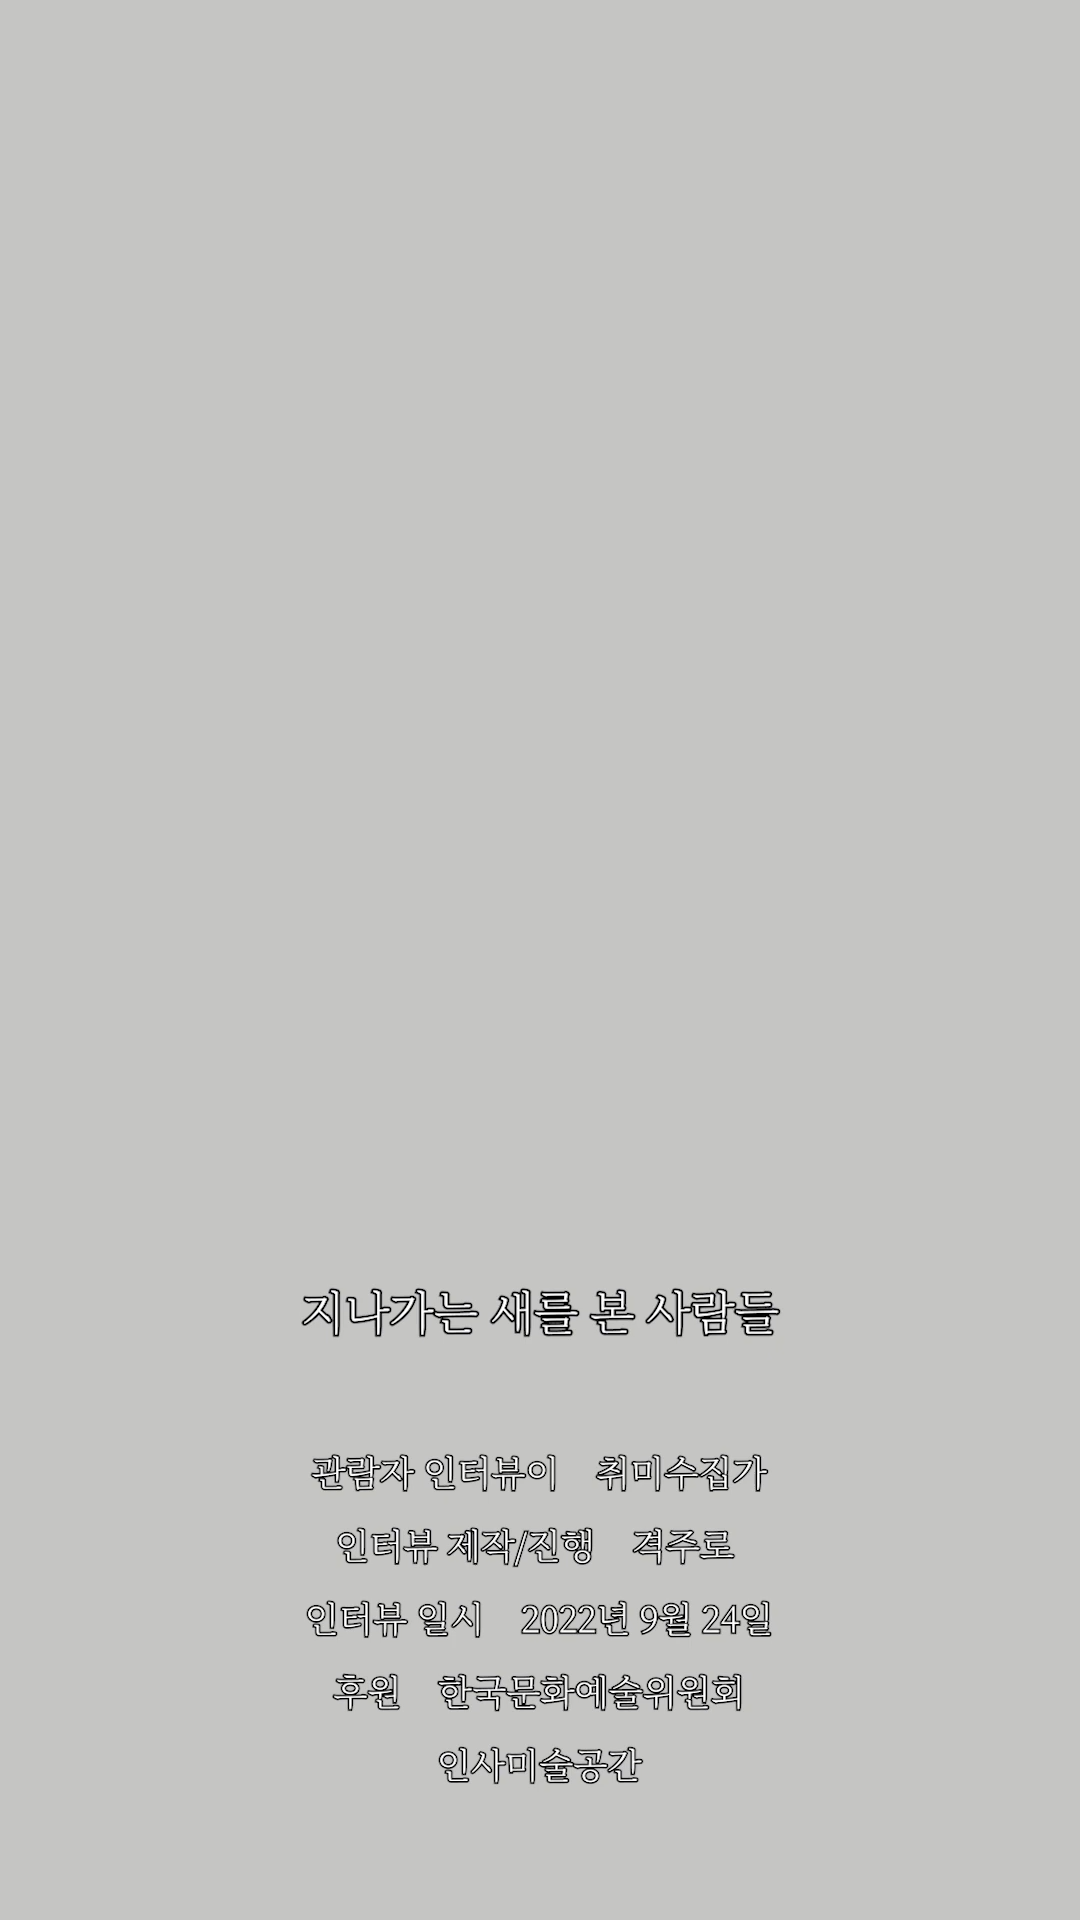 지나가는 새를 본 사람들
관람자 인터뷰이 취미수집가
인터뷰 제작/진행 격주로
인터뷰 일시 2022년 9월 24일
후원 한국문화예술위원회
인사미술공간